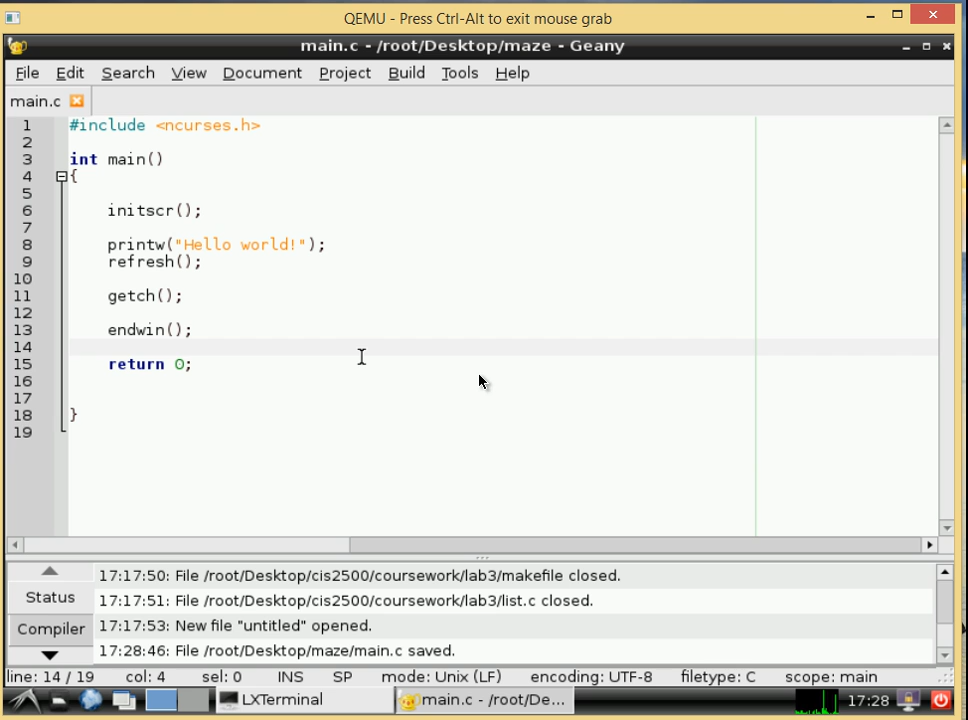 QEMU - Press Ctrl-Alt to exit mouse grab
main.c - /root/Desktop/maze - Geany
File Edit Search View Document Project Build Tools Help
main.c
1 #include <ncurses.h>
2
3 int main()
4 {
5
6 initscr();
7
8 printw("Hello world!");
9 refresh();
10
11 getch();
12
13 endwin();
14
15 return 0;
16
17
18 }
19
Status
Compiler
17:17:50: File /root/Desktop/cis2500/coursework/lab3/makefile closed.
17:17:51: File /root/Desktop/cis2500/coursework/lab3/list.c closed.
17:17:53: New file "untitled" opened.
17:28:46: File /root/Desktop/maze/main.c saved.
line: 14 / 19 col: 4 sel: 0 INS SP mode: Unix (LF) encoding: UTF-8 filetype: C scope: main
LXTerminal main.c - /root/De... 17:28